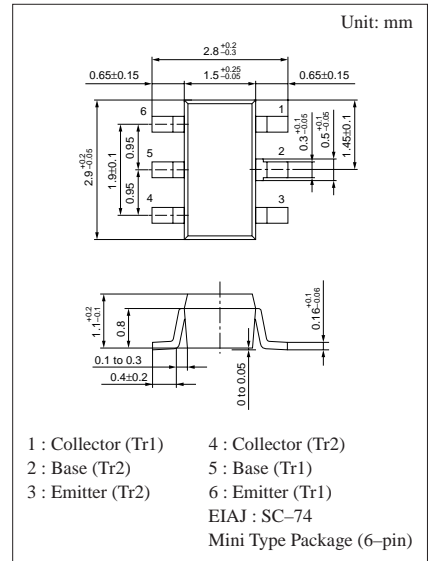 Unit: mm
2.8 +0.2 −0.3
0.65±0.15 1.5 +0.25 −0.05 0.65±0.15
6 1
5 2
4 3
2.9 +0.2 −0.05
1.9±0.1
0.95
0.95
0.3 +0.1 −0.05
0.5 +0.1 −0.05
1.45±0.1
1.1 +0.2 −0.1
0.8
0.16 +0.1 −0.06
0.1 to 0.3
0.4±0.2
0 to 0.05
1 : Collector (Tr1) 4 : Collector (Tr2)
2 : Base (Tr2) 5 : Base (Tr1)
3 : Emitter (Tr2) 6 : Emitter (Tr1)
EIAJ : SC–74
Mini Type Package (6–pin)